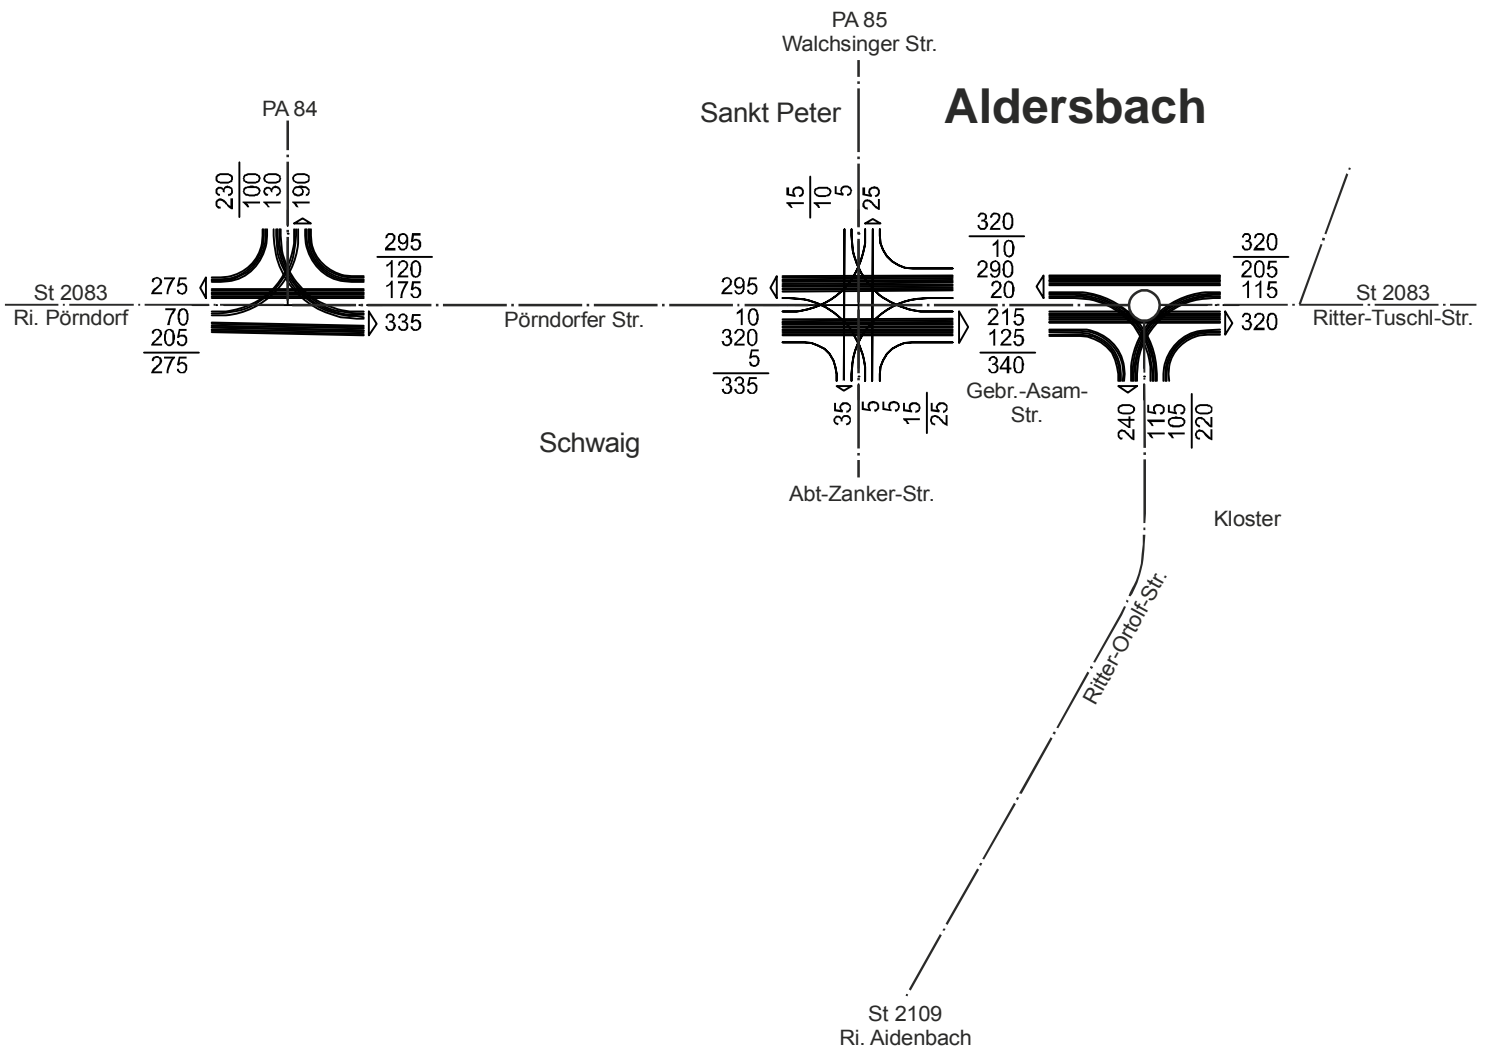 PA 85
Walchsinger Str.
Aldersbach
Sankt Peter
PA 84
230
100
130
190
15
10
5
25
295
120
175
320
10
290
20
320
205
115
275
St 2083
Ri. Pörndorf
70
205
275
335
Pörndorfer Str.
295
10
320
5
335
215
125
340
Gebr.-Asam-
Str.
320
St 2083
Ritter-Tuschl-Str.
35
5
5
15
25
240
115
105
220
Schwaig
Abt-Zanker-Str.
Kloster
Ritter-Ortolf-Str.
St 2109
Ri. Aidenbach